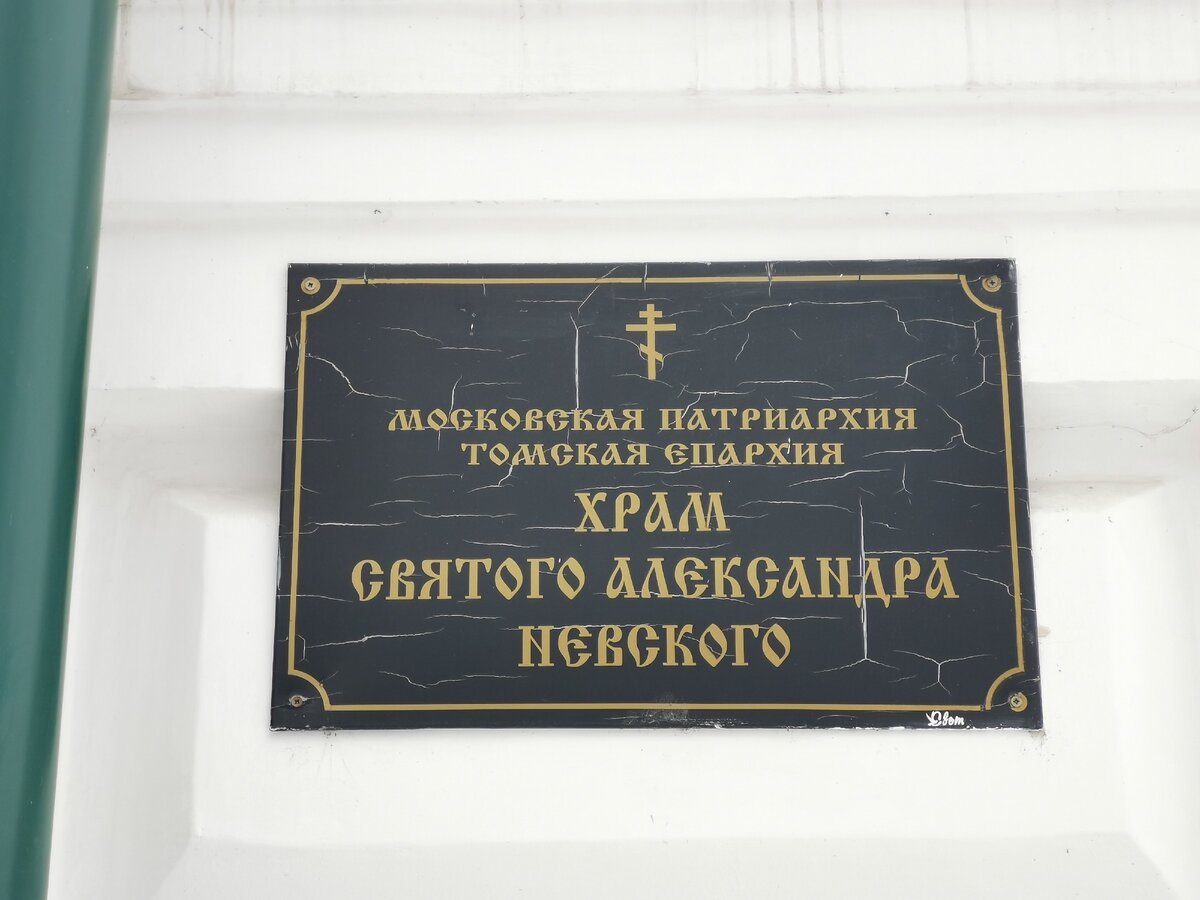 МОСКОВСКАЯ ПАТРИАРХИЯ
ТОМСКАЯ ЕПАРХИЯ
ХРАМ
СВЯТОГО АЛЕКСАНДРА
НЕВСКОГО